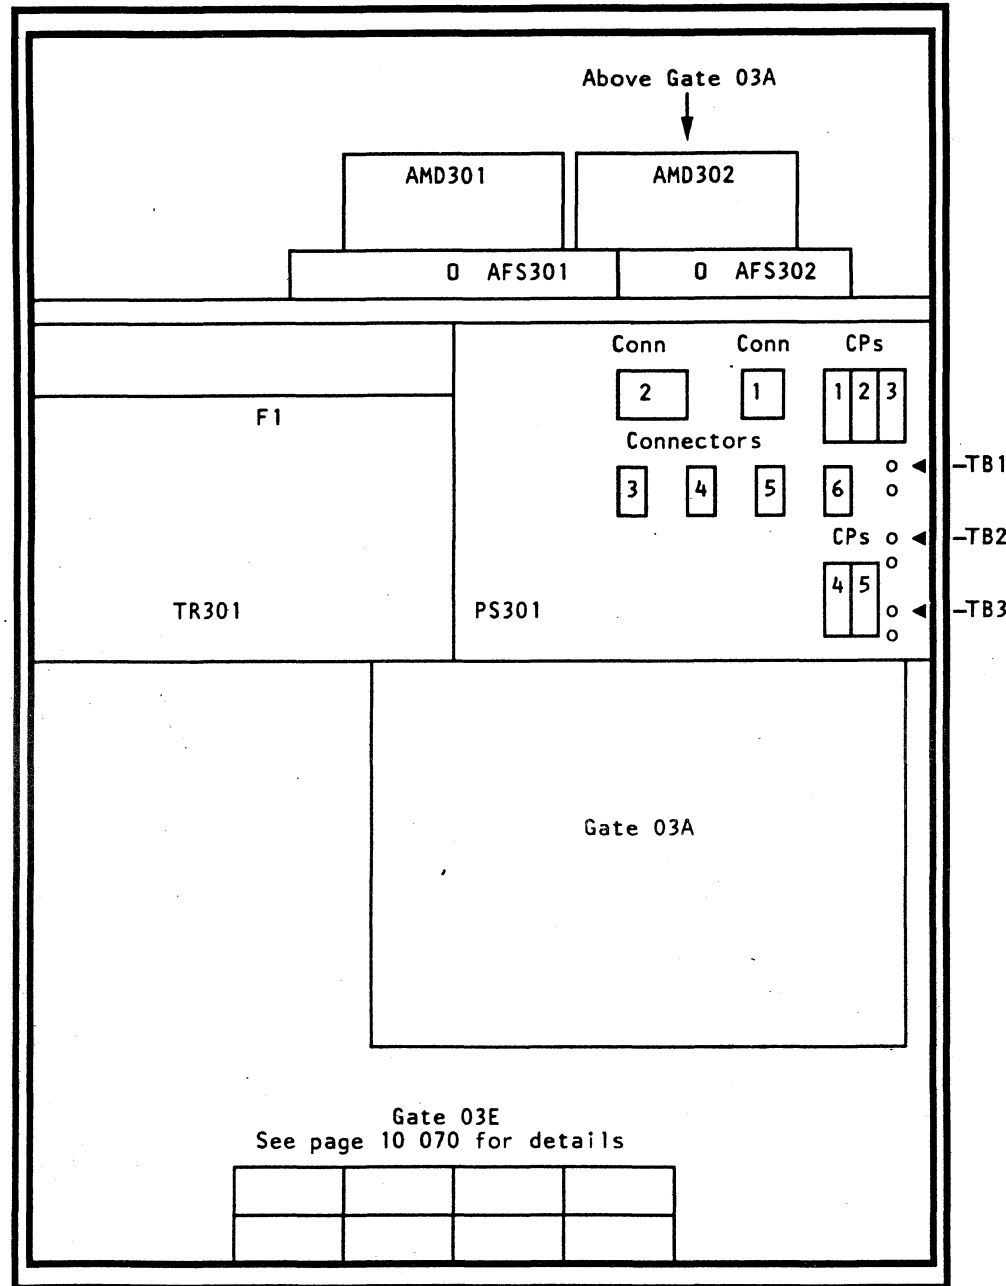 Above Gate 03A
AMD301 AMD302
O AFS301 O AFS302
Conn Conn CPs
2 1 1 2 3
F1
Connectors
3 4 5 6
o -TB1
o
CPs o -TB2
o
4 5
TR301 PS301 o -TB3
o
Gate 03A
Gate 03E
See page 10 070 for details